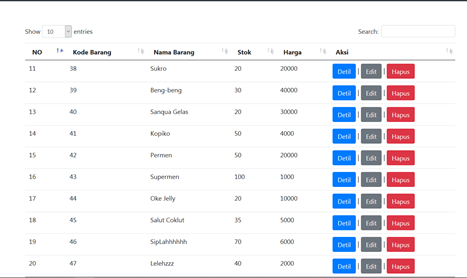 Show 10 entries Search:
NO Kode Barang Nama Barang Stok Harga Aksi
11 38 Sukro 20 20000 Detil | Edit | Hapus
12 39 Beng-beng 30 40000 Detil | Edit | Hapus
13 40 Sanqua Gelas 20 30000 Detil | Edit | Hapus
14 41 Kopiko 50 4000 Detil | Edit | Hapus
15 42 Permen 50 20000 Detil | Edit | Hapus
16 43 Supermen 100 1000 Detil | Edit | Hapus
17 44 Oke Jelly 20 10000 Detil | Edit | Hapus
18 45 Salut Coklut 35 5000 Detil | Edit | Hapus
19 46 SipLahhhhhh 70 6000 Detil | Edit | Hapus
20 47 Lelehzzz 40 2000 Detil | Edit | Hapus